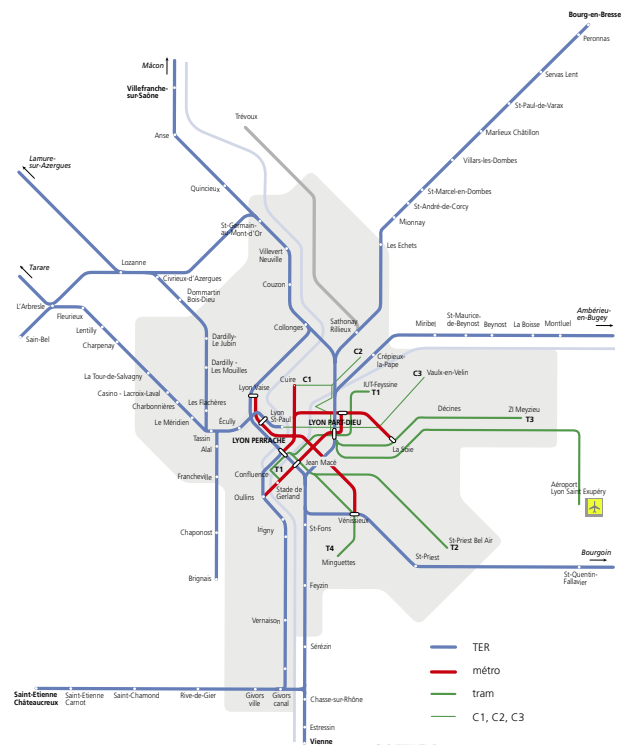 Bourg-en-Bresse
Peronnas
Mâcon
Servas Lent
Villefranche-
sur-Saône
St-Paul-de-Varax
Trévoux
Marlieux Châtillon
Anse
Lamure-
sur-Azergues
Villars-les-Dombes
Quincieux
St-Marcel-en-Dombes
St-André-de-Corcy
St-Germain-
au-Mont-d'Or
Mionnay
Les Echets
Villevert
Neuville
Lozanne
Tarare
Civrieux-d'Azergues
Couzon
Dommartin
Bois-Dieu
L'Arbresle
Fleurieux
Ambérieu-
en-Bugey
St-Maurice-
de-Beynost
Miribel
Beynost
La Boisse
Montluel
Sathonay
Rillieux
Collonges
Lentilly
Sain-Bel
Charpenay
Dardilly-
Le Jubin
C2
Crépieux-
la-Pape
Dardilly -
Les Mouilles
La Tour-de-Salvagny
C3
Vaulx-en-Velin
Cuire
C1
IUT-Feyssine
T1
Lyon Vaise
Casino - Lacroix-Laval
Charbonnières
Les Flachères
Lyon
St-Paul
Décines
ZI Meyzieu
T3
Le Méridien
Écully
LYON PART-DIEU
Tassin
LYON PERRACHE
Alaï
La Soie
Jean Macé
T1
Confluence
Francheville
Stade de
Gerland
Oullins
Aéroport
Lyon Saint Exupéry
Vénissieux
Irigny
St-Fons
Chaponost
St-Priest Bel Air
T2
T4
Minguettes
St-Priest
Bourgoin
St-Quentin-
Fallavier
Brignais
Feyzin
Vernaison
Sérézin
TER
métro
tram
C1, C2, C3
Saint-Etienne
Châteaucreux
Saint-Etienne
Carnot
Saint-Chamond
Rive-de-Gier
Givors
ville
Givors
canal
Chasse-sur-Rhône
Estressin
Vienne